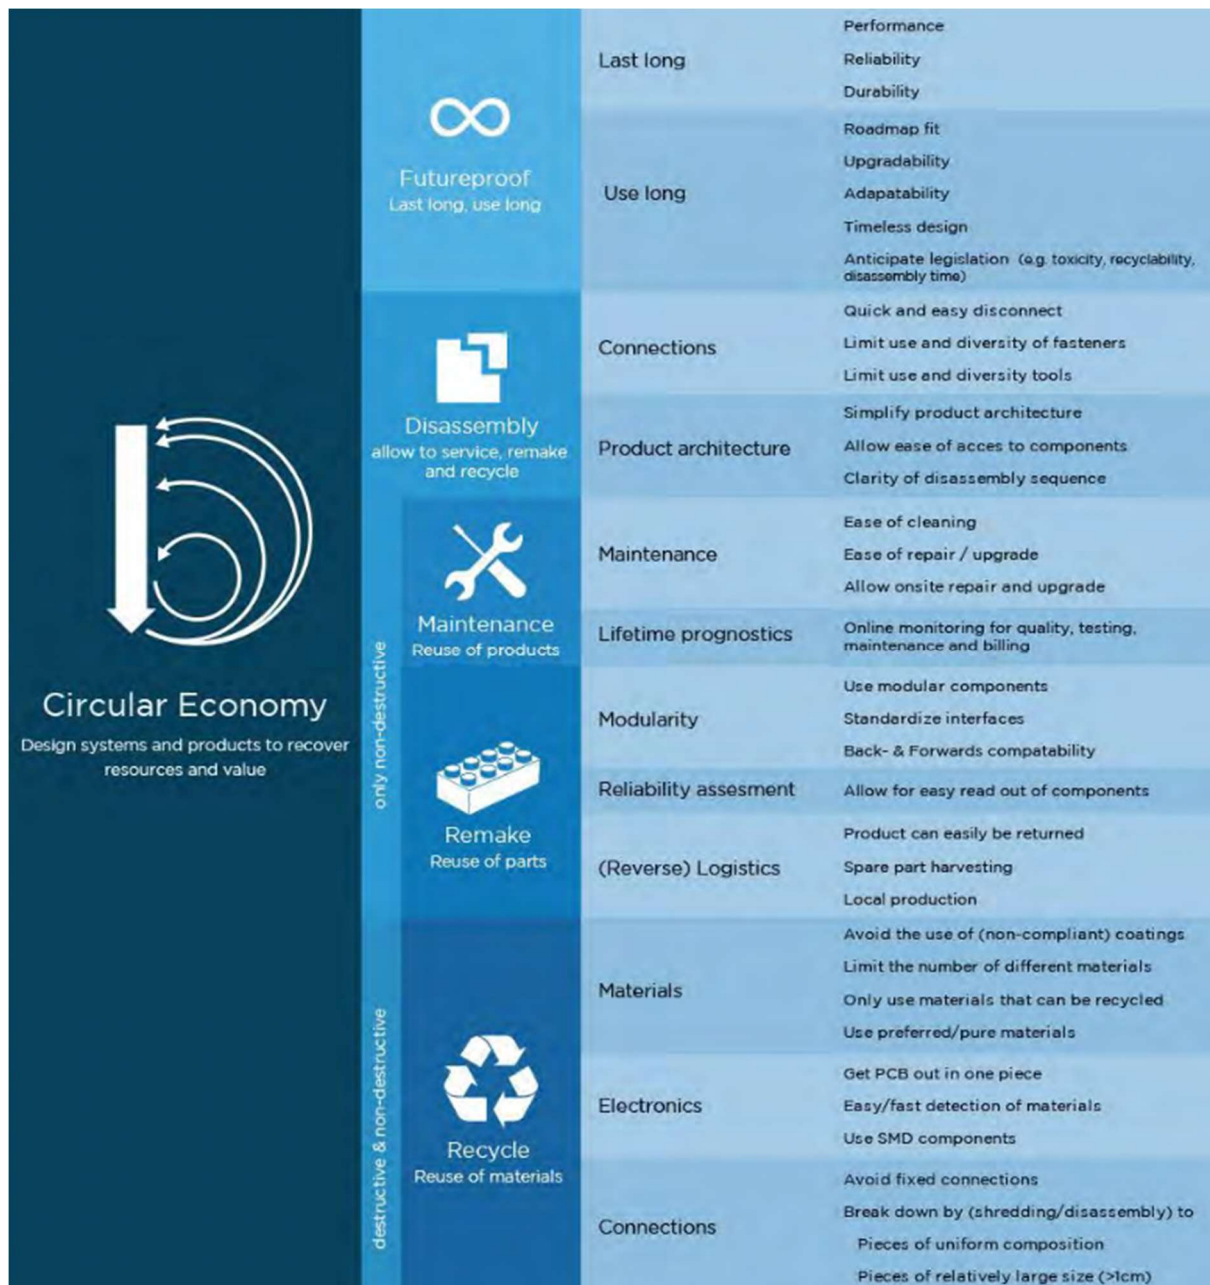 Circular Economy
Design systems and products to recover
resources and value
Futureproof
Last long, use long
Last long
Performance
Reliability
Durability
Use long
Roadmap fit
Upgradability
Adapatability
Timeless design
Anticipate legislation (e.g. toxicity, recyclability,
disassembly time)
Disassembly
allow to service, remake
and recycle
Connections
Quick and easy disconnect
Limit use and diversity of fasteners
Limit use and diversity tools
Product architecture
Simplify product architecture
Allow ease of acces to components
Clarity of disassembly sequence
only non-destructive
Maintenance
Reuse of products
Maintenance
Ease of cleaning
Ease of repair / upgrade
Allow onsite repair and upgrade
Lifetime prognostics
Online monitoring for quality, testing,
maintenance and billing
Remake
Reuse of parts
Modularity
Use modular components
Standardize interfaces
Back- & Forwards compatability
Reliability assesment
Allow for easy read out of components
(Reverse) Logistics
Product can easily be returned
Spare part harvesting
Local production
destructive & non-destructive
Recycle
Reuse of materials
Materials
Avoid the use of (non-compliant) coatings
Limit the number of different materials
Only use materials that can be recycled
Use preferred/pure materials
Electronics
Get PCB out in one piece
Easy/fast detection of materials
Use SMD components
Connections
Avoid fixed connections
Break down by (shredding/disassembly) to
Pieces of uniform composition
Pieces of relatively large size (>1cm)